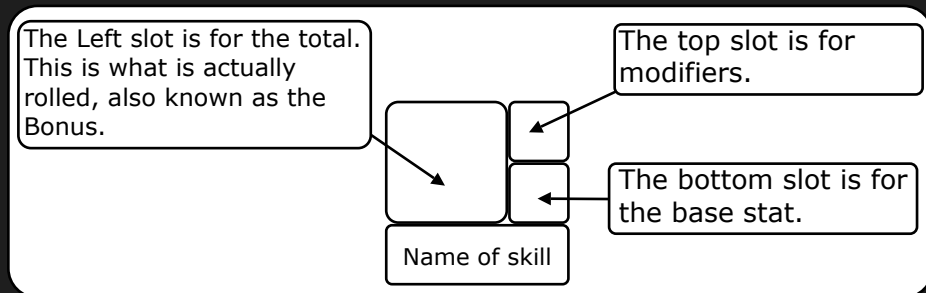 The Left slot is for the total.
This is what is actually
rolled, also known as the
Bonus.
The top slot is for
modifiers.
The bottom slot is for
the base stat.
Name of skill